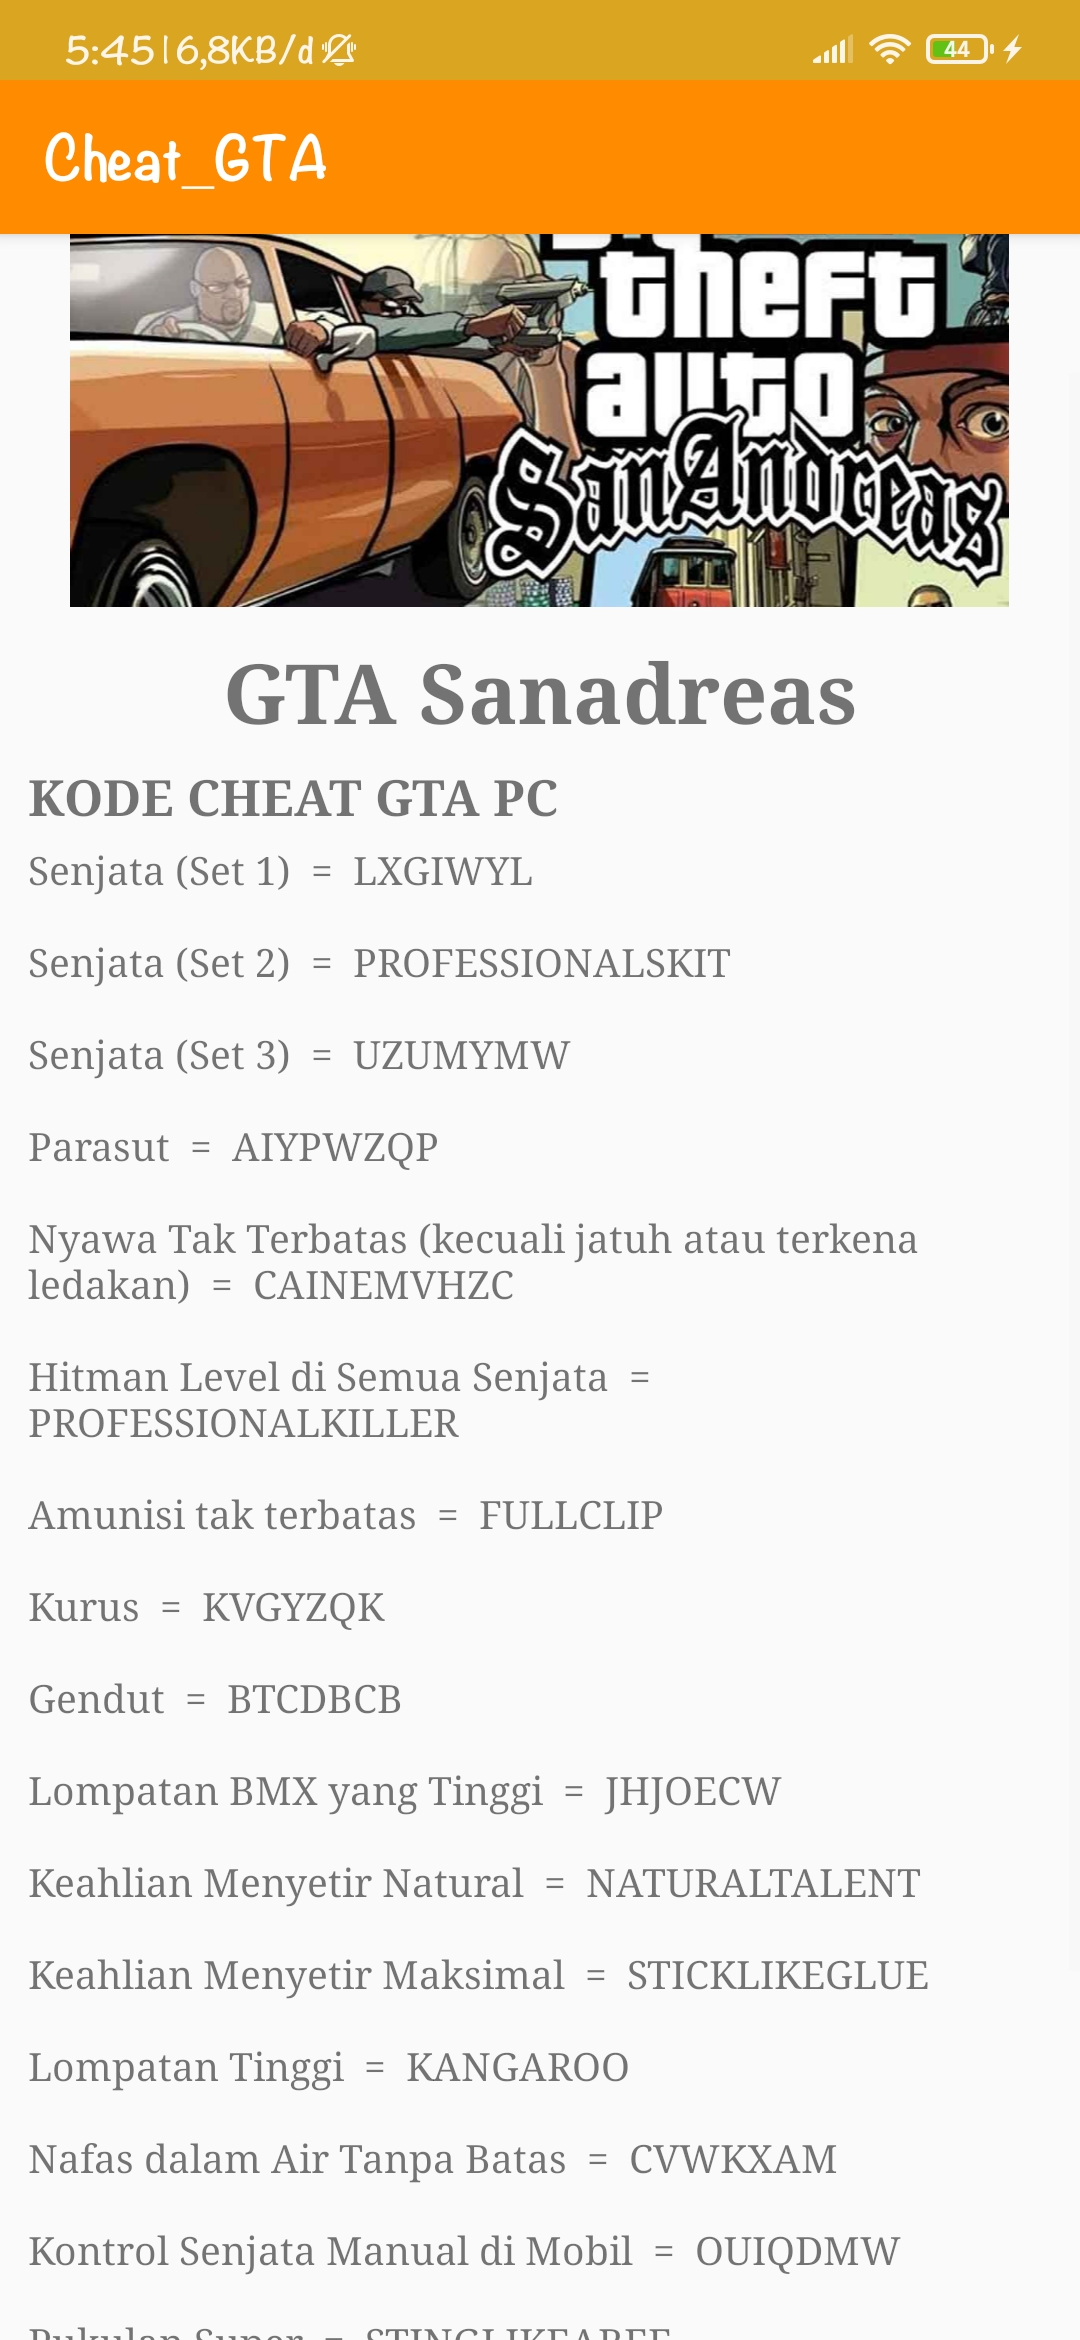 5:45 | 6,8KB/d
44
Cheat_GTA
theft
auto
San Andreas
GTA Sanadreas
KODE CHEAT GTA PC
Senjata (Set 1)  =  LXGIWYL
Senjata (Set 2)  =  PROFESSIONALSKIT
Senjata (Set 3)  =  UZUMYMW
Parasut  =  AIYPWZQP
Nyawa Tak Terbatas (kecuali jatuh atau terkena
ledakan)  =  CAINEMVHZC
Hitman Level di Semua Senjata  =
PROFESSIONALKILLER
Amunisi tak terbatas  =  FULLCLIP
Kurus  =  KVGYZQK
Gendut  =  BTCDBCB
Lompatan BMX yang Tinggi  =  JHJOECW
Keahlian Menyetir Natural  =  NATURALTALENT
Keahlian Menyetir Maksimal  =  STICKLIKEGLUE
Lompatan Tinggi  =  KANGAROO
Nafas dalam Air Tanpa Batas  =  CVWKXAM
Kontrol Senjata Manual di Mobil  =  OUIQDMW
Pukulan Super  =  STINGLIKEABEE